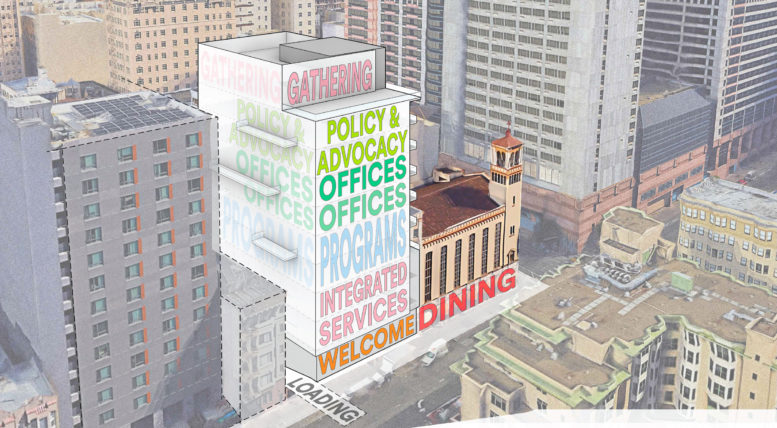 GATHERING
GATHERING
POLICY &
ADVOCACY
OFFICES
OFFICES
PROGRAMS
POLICY &
ADVOCACY
OFFICES
OFFICES
PROGRAMS
INTEGRATED
SERVICES
WELCOME
DINING
LOADING